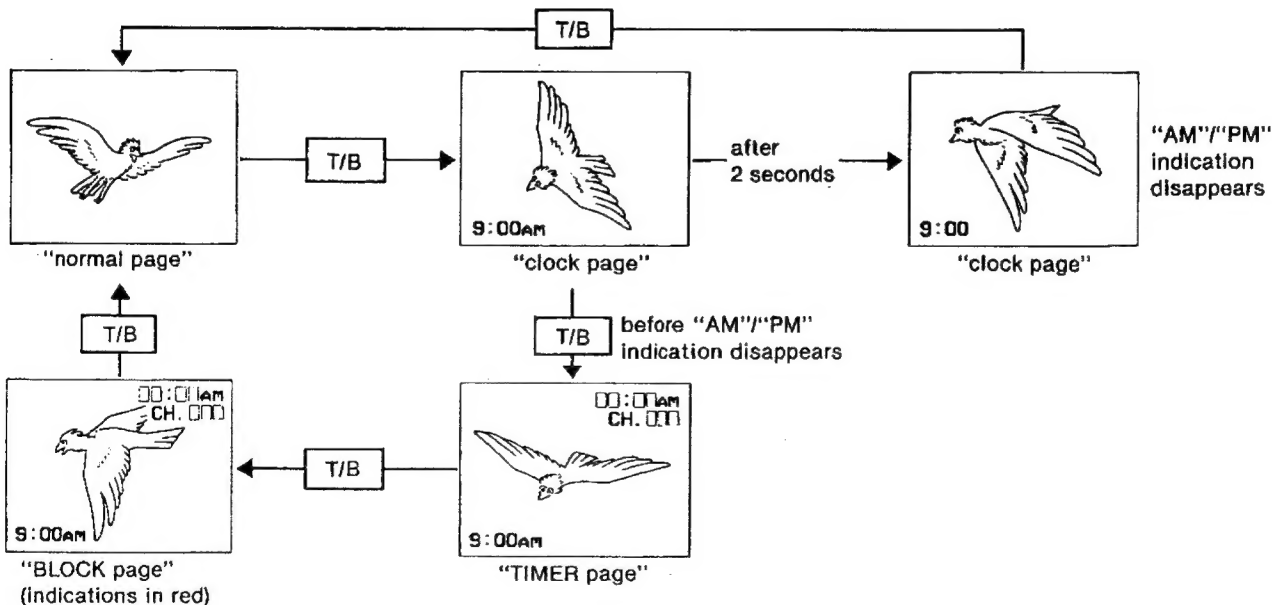 T/B
T/B
9:00AM
after
2 seconds
9:00
"AM"/"PM"
indication
disappears
"normal page"
"clock page"
"clock page"
T/B
T/B
before "AM"/"PM"
indication disappears
00:00AM
CH. 000
9:00AM
T/B
00:00AM
CH. 000
9:00AM
"BLOCK page"
(indications in red)
"TIMER page"